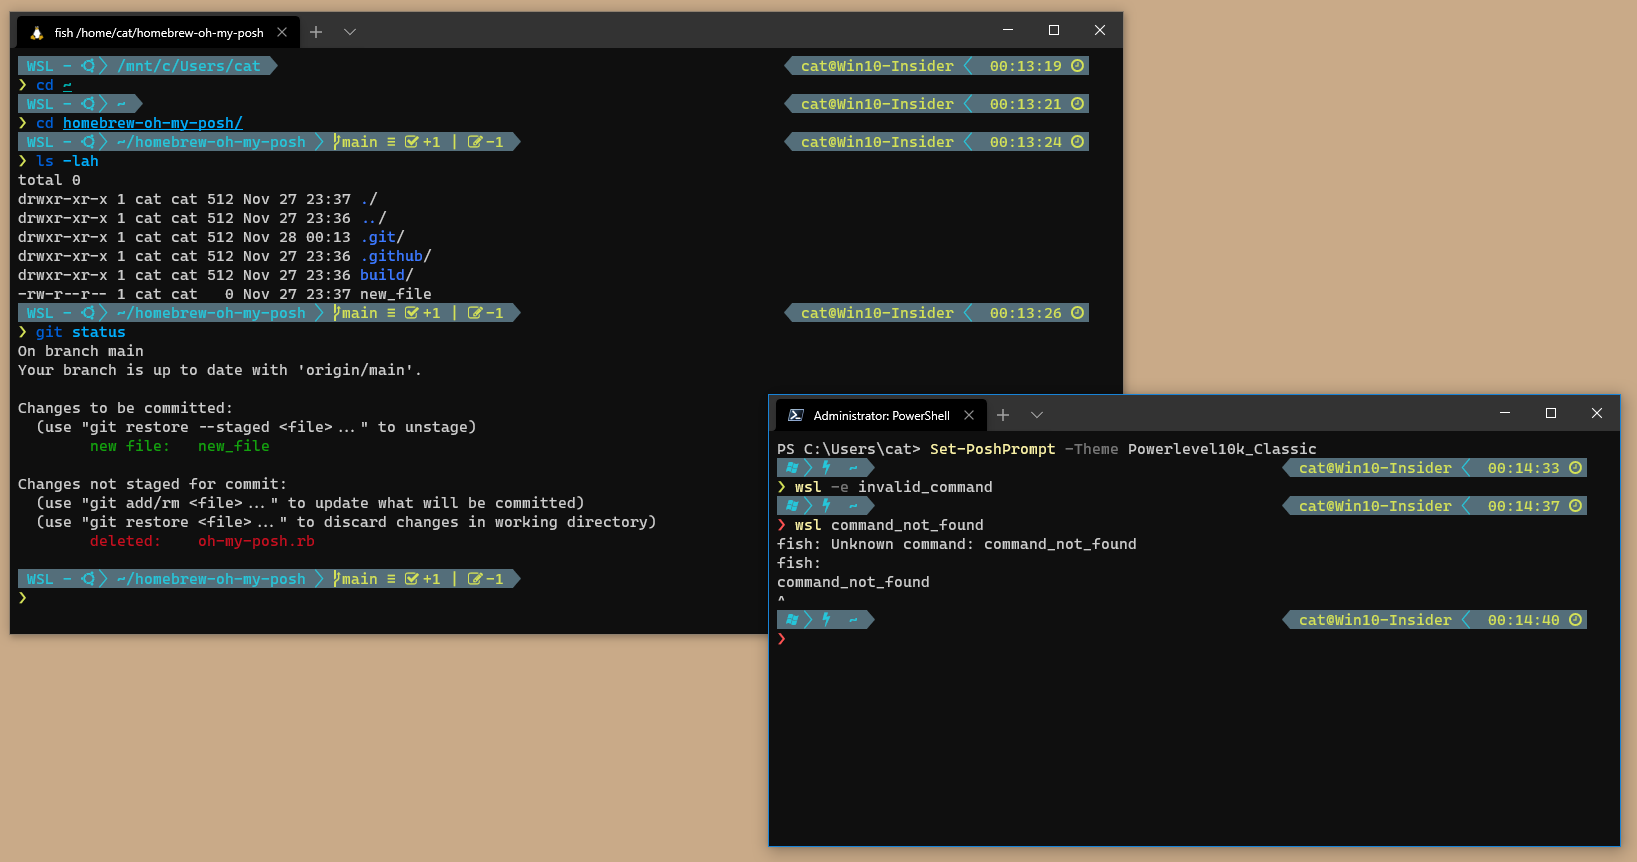 fish /home/cat/homebrew-oh-my-posh
WSL - /mnt/c/Users/cat cat@Win10-Insider 00:13:19
❯ cd ~
WSL - ~ cat@Win10-Insider 00:13:21
❯ cd homebrew-oh-my-posh/
WSL - ~/homebrew-oh-my-posh main ≡ +1 | -1 cat@Win10-Insider 00:13:24
❯ ls -lah
total 0
drwxr-xr-x 1 cat cat 512 Nov 27 23:37 ./
drwxr-xr-x 1 cat cat 512 Nov 27 23:36 ../
drwxr-xr-x 1 cat cat 512 Nov 28 00:13 .git/
drwxr-xr-x 1 cat cat 512 Nov 27 23:36 .github/
drwxr-xr-x 1 cat cat 512 Nov 27 23:36 build/
-rw-r--r-- 1 cat cat   0 Nov 27 23:37 new_file
WSL - ~/homebrew-oh-my-posh main ≡ +1 | -1 cat@Win10-Insider 00:13:26
❯ git status
On branch main
Your branch is up to date with 'origin/main'.
Changes to be committed:
(use "git restore --staged <file>..." to unstage)
new file:   new_file
Changes not staged for commit:
(use "git add/rm <file>..." to update what will be committed)
(use "git restore <file>..." to discard changes in working directory)
deleted:    oh-my-posh.rb
WSL - ~/homebrew-oh-my-posh main ≡ +1 | -1
❯
Administrator: PowerShell
PS C:\Users\cat> Set-PoshPrompt -Theme Powerlevel10k_Classic
~ cat@Win10-Insider 00:14:33
❯ wsl -e invalid_command
~ cat@Win10-Insider 00:14:37
❯ wsl command_not_found
fish: Unknown command: command_not_found
fish:
command_not_found
^
~ cat@Win10-Insider 00:14:40
❯